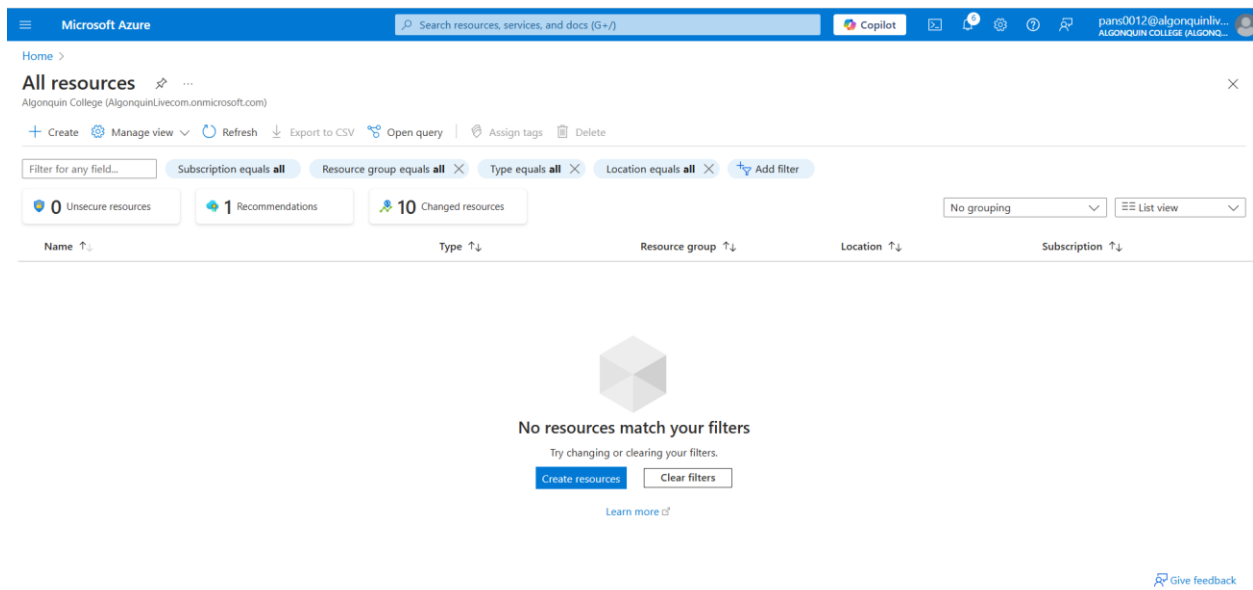 Microsoft Azure
Search resources, services, and docs (G+/)
Copilot
6
pans0012@algonquinliv...
ALGONQUIN COLLEGE (ALGONQ...
Home >
All resources
...
Algonquin College (AlgonquinLivecom.onmicrosoft.com)
+ Create Manage view Refresh Export to CSV Open query Assign tags Delete
Filter for any field... Subscription equals all Resource group equals all Type equals all Location equals all Add filter
0 Unsecure resources 1 Recommendations 10 Changed resources No grouping List view
Name ↑↓ Type ↑↓ Resource group ↑↓ Location ↑↓ Subscription ↑↓
No resources match your filters
Try changing or clearing your filters.
Create resources Clear filters
Learn more
Give feedback